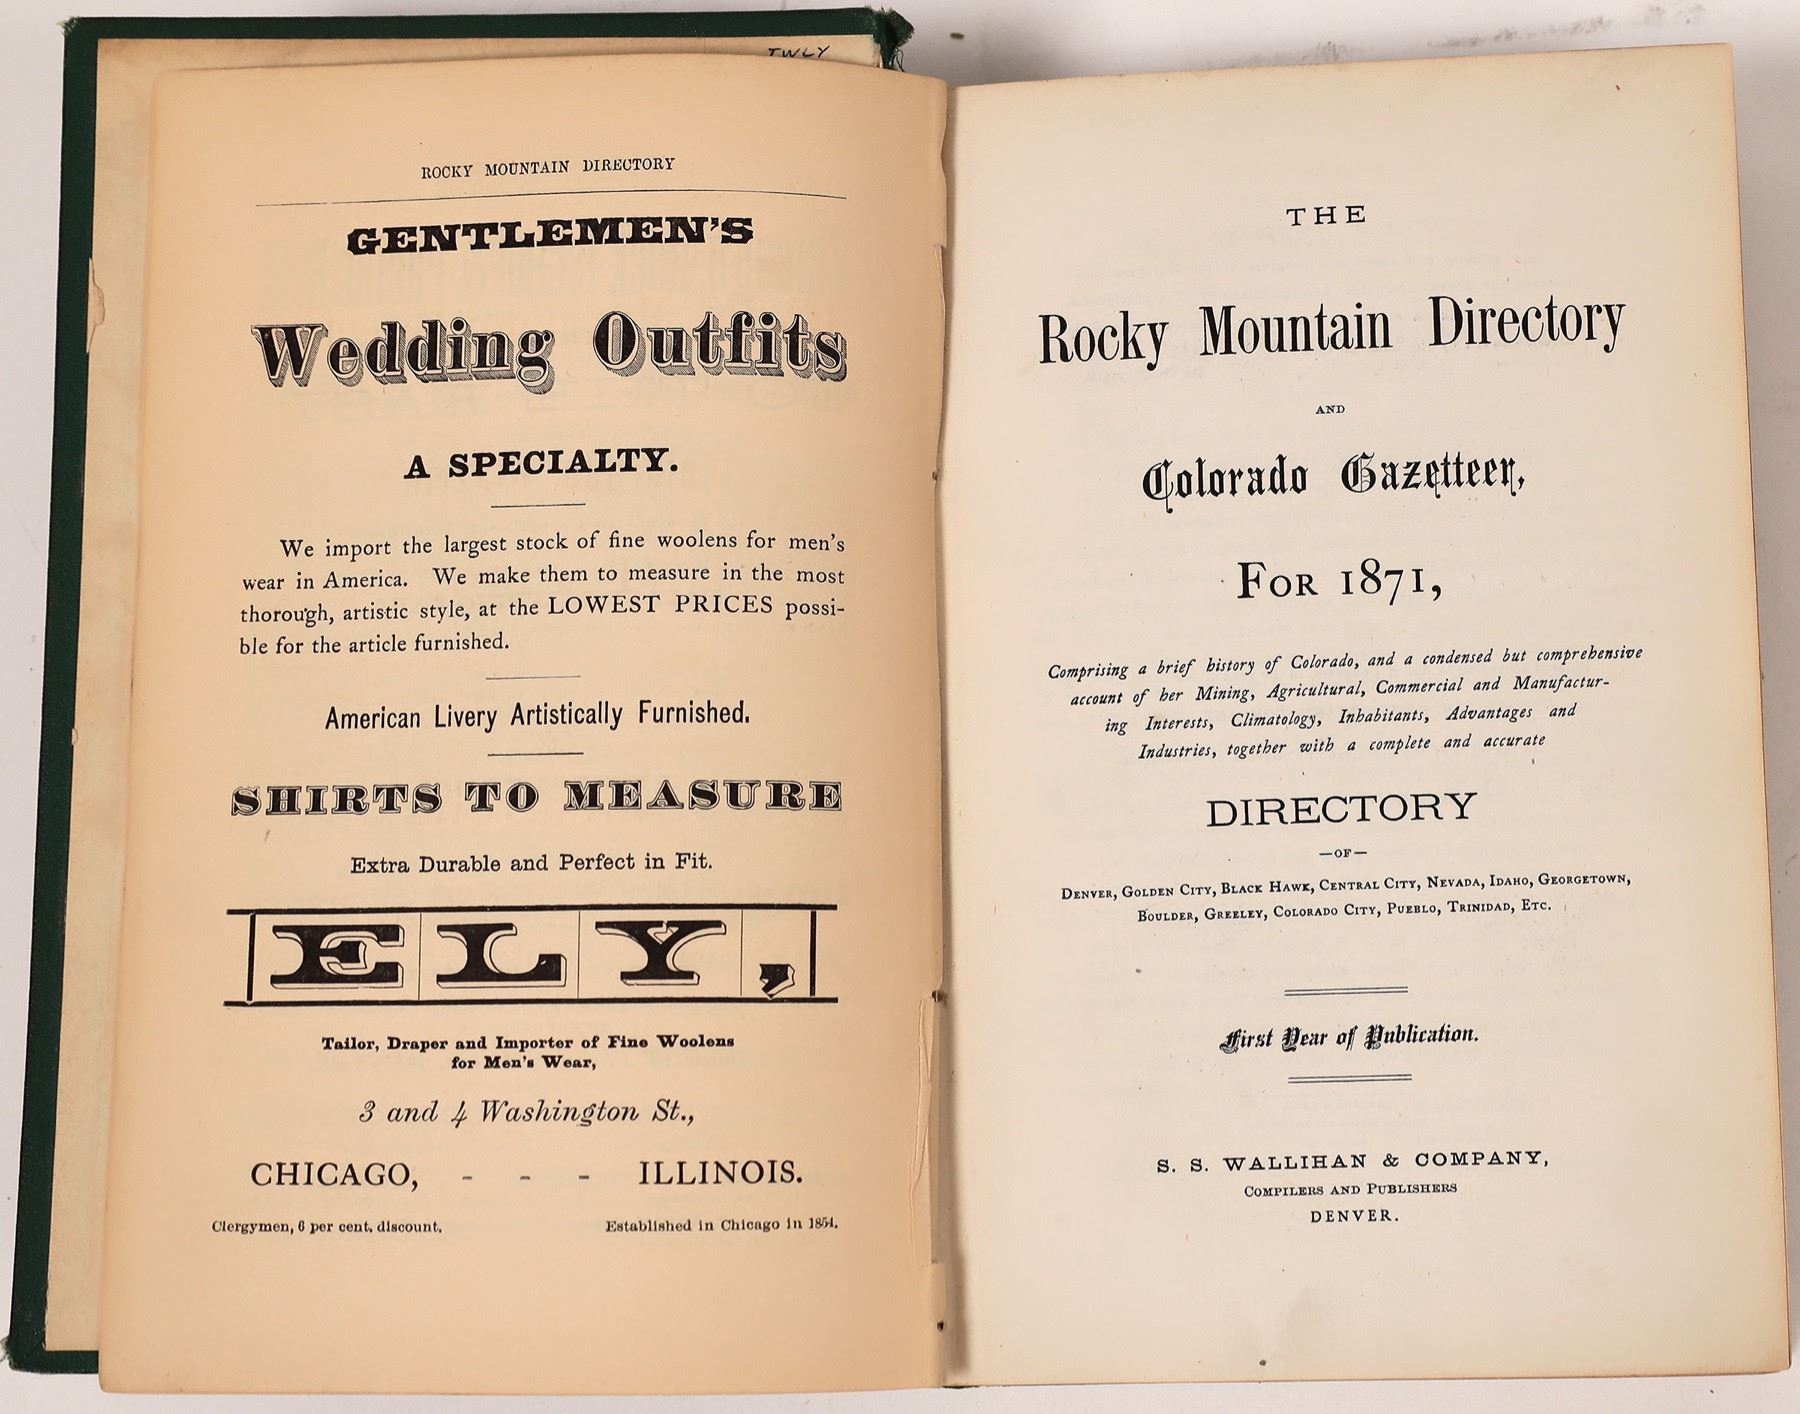 TWLY
ROCKY MOUNTAIN DIRECTORY
GENTLEMEN'S
Wedding Outfits
A SPECIALTY.
We import the largest stock of fine woolens for men's
wear in America. We make them to measure in the most
thorough, artistic style, at the LOWEST PRICES possi-
ble for the article furnished.
American Livery Artistically Furnished.
SHIRTS TO MEASURE
Extra Durable and Perfect in Fit.
ELY,
Tailor, Draper and Importer of Fine Woolens
for Men's Wear,
3 and 4 Washington St.,
CHICAGO, - - - ILLINOIS.
Clergymen, 6 per cent. discount. Established in Chicago in 1854.
THE
Rocky Mountain Directory
AND
Colorado Gazetteer,
FOR 1871,
Comprising a brief history of Colorado, and a condensed but comprehensive
account of her Mining, Agricultural, Commercial and Manufactur-
ing Interests, Climatology, Inhabitants, Advantages and
Industries, together with a complete and accurate
DIRECTORY
—OF—
DENVER, GOLDEN CITY, BLACK HAWK, CENTRAL CITY, NEVADA, IDAHO, GEORGETOWN,
BOULDER, GREELEY, COLORADO CITY, PUEBLO, TRINIDAD, ETC.
First Year of Publication.
S. S. WALLIHAN & COMPANY,
COMPILERS AND PUBLISHERS
DENVER.